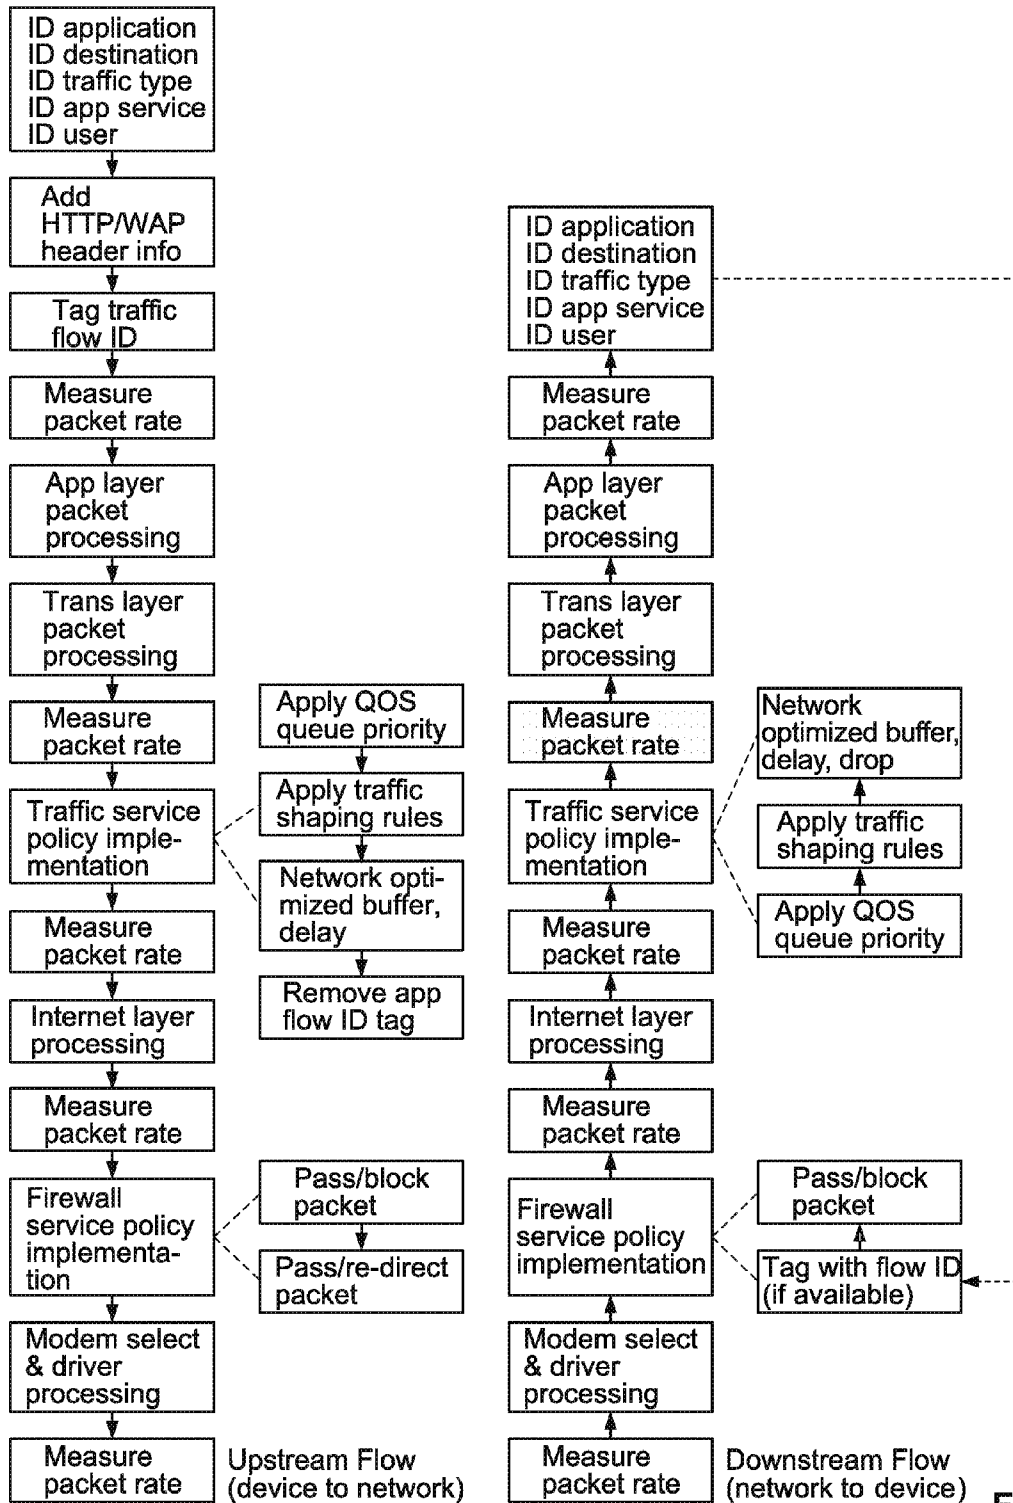 ID application
ID destination
ID traffic type
ID app service
ID user
Add
HTTP/WAP
header info
Tag traffic
flow ID
Measure
packet rate
App layer
packet
processing
Trans layer
packet
processing
Measure
packet rate
Traffic service
policy imple-
mentation
Measure
packet rate
Internet layer
processing
Measure
packet rate
Firewall
service policy
implementa-
tion
Modem select
& driver
processing
Measure
packet rate
Apply QOS
queue priority
Apply traffic
shaping rules
Network opti-
mized buffer,
delay
Remove app
flow ID tag
Pass/block
packet
Pass/re-direct
packet
Upstream Flow
(device to network)
ID application
ID destination
ID traffic type
ID app service
ID user
Measure
packet rate
App layer
packet
processing
Trans layer
packet
processing
Measure
packet rate
Traffic service
policy imple-
mentation
Measure
packet rate
Internet layer
processing
Measure
packet rate
Firewall
service policy
implementation
Modem select
& driver
processing
Measure
packet rate
Network
optimized buffer,
delay, drop
Apply traffic
shaping rules
Apply QOS
queue priority
Pass/block
packet
Tag with flow ID
(if available)
Downstream Flow
(network to device)